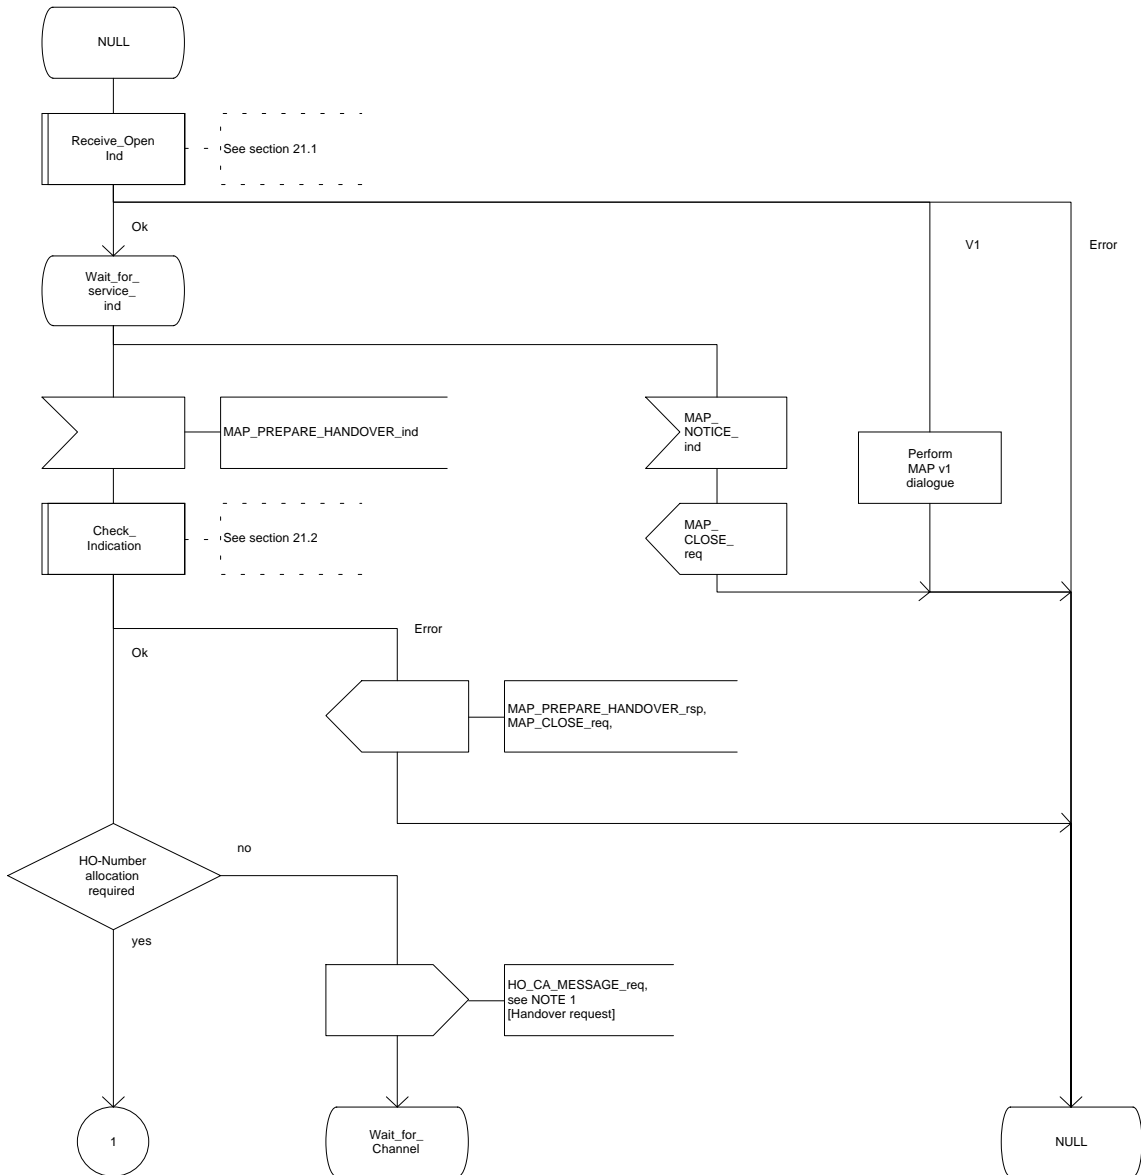 NULL
Receive_Open
Ind
See section 21.1
Ok
V1
Error
Wait_for_
service_
ind
MAP_PREPARE_HANDOVER_ind
MAP_
NOTICE_
ind
Perform
MAP v1
dialogue
Check_
Indication
See section 21.2
MAP_
CLOSE_
req
Error
Ok
MAP_PREPARE_HANDOVER_rsp,
MAP_CLOSE_req,
HO-Number
allocation
required
no
yes
HO_CA_MESSAGE_req,
see NOTE 1
[Handover request]
1
Wait_for_
Channel
NULL